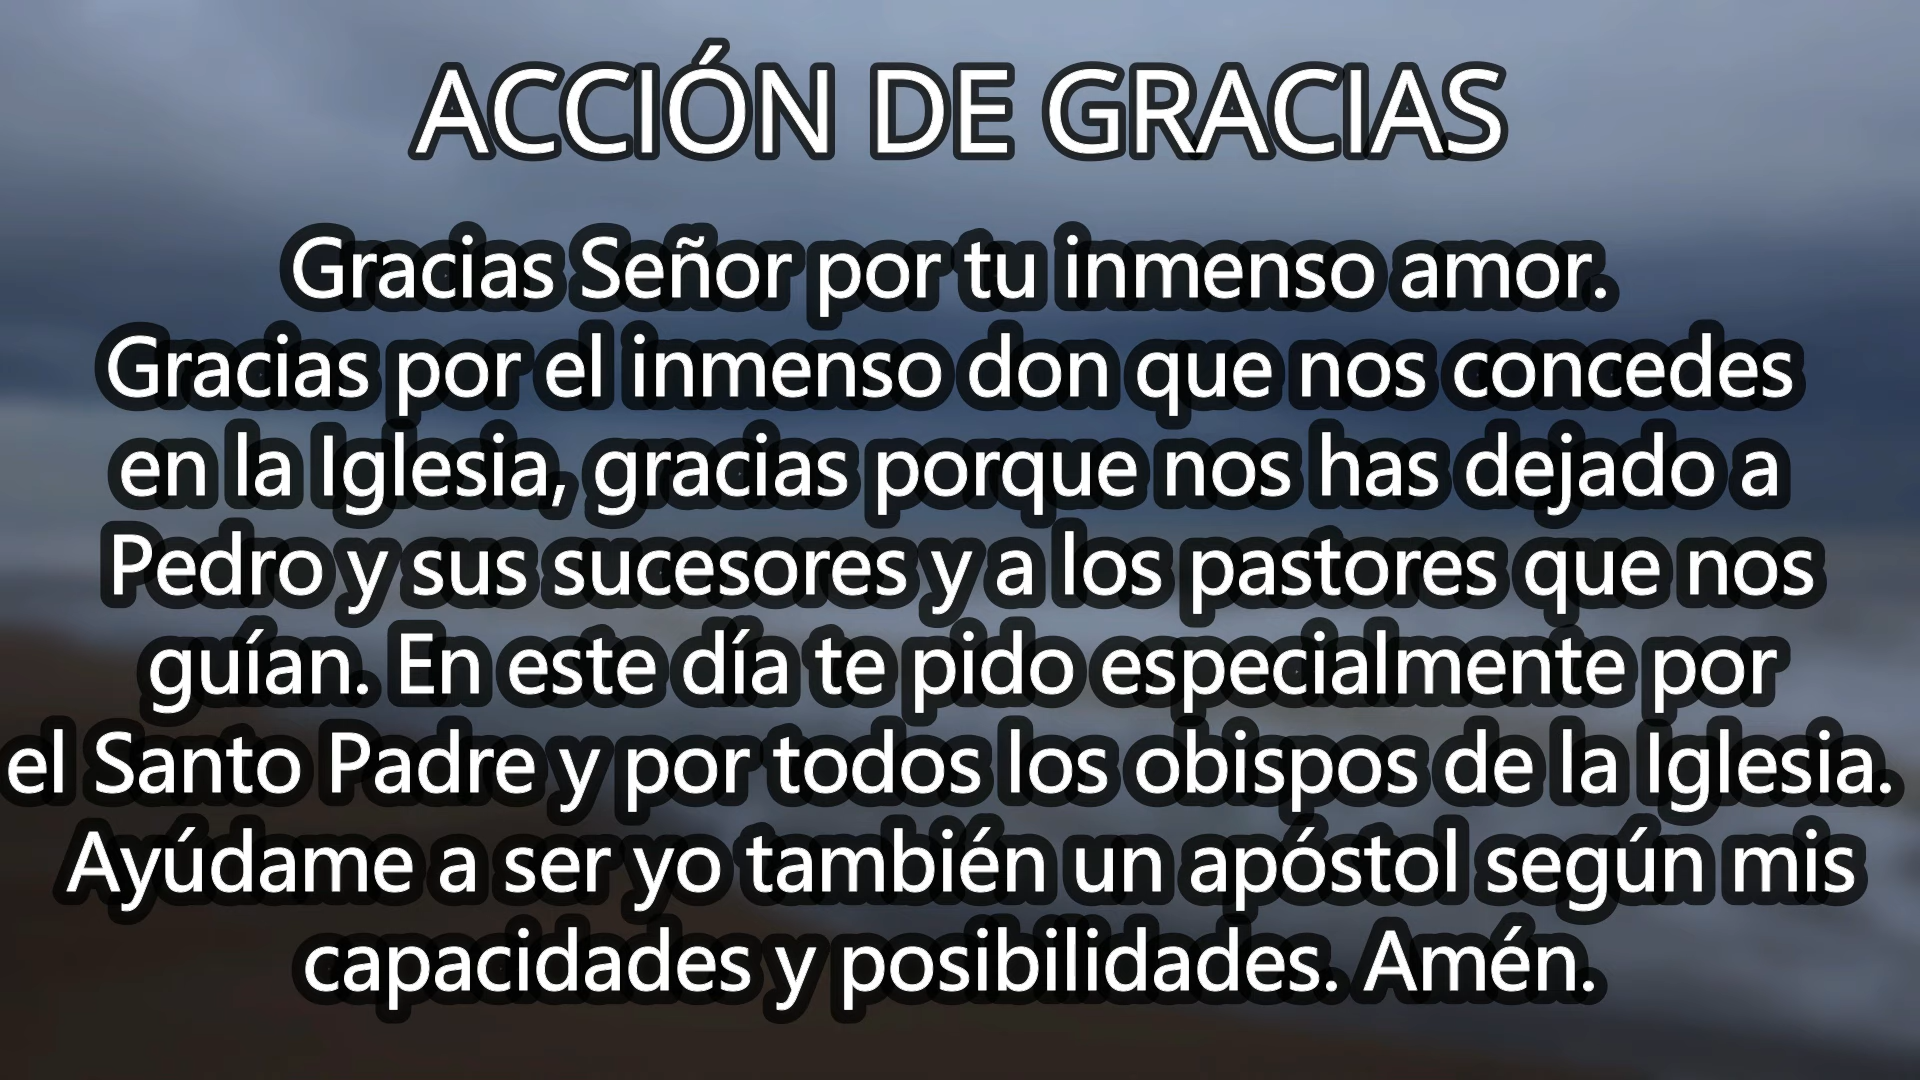 ACCIÓN DE GRACIAS
Gracias Señor por tu inmenso amor.
Gracias por el inmenso don que nos concedes
en la Iglesia, gracias porque nos has dejado a
Pedro y sus sucesores y a los pastores que nos
guían. En este día te pido especialmente por
el Santo Padre y por todos los obispos de la Iglesia.
Ayúdame a ser yo también un apóstol según mis
capacidades y posibilidades. Amén.